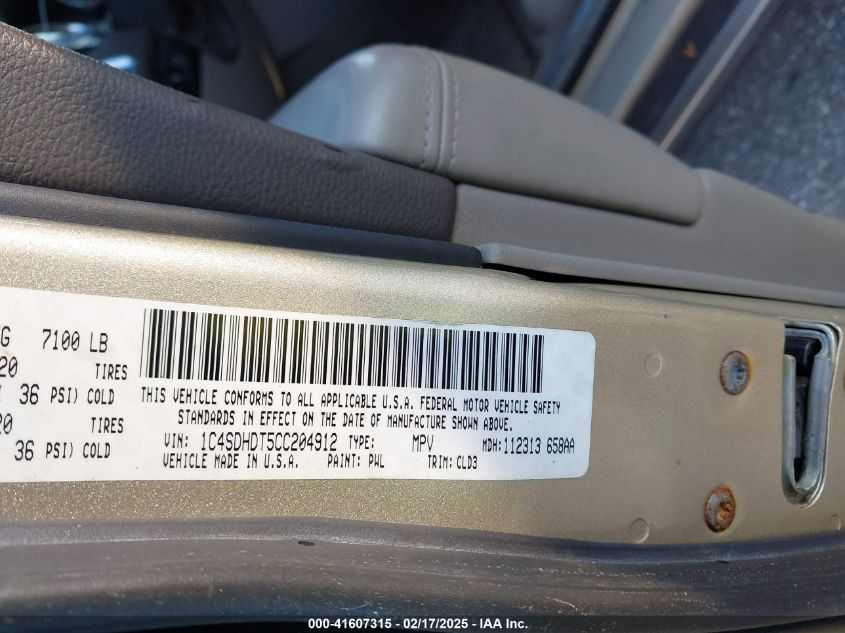 G 7100 LB
20 TIRES
36 PSI) COLD
20 TIRES
36 PSI) COLD
THIS VEHICLE CONFORMS TO ALL APPLICABLE U.S.A. FEDERAL MOTOR VEHICLE SAFETY
STANDARDS IN EFFECT ON THE DATE OF MANUFACTURE SHOWN ABOVE.
VIN: 1C4SDHDT5CC204912 TYPE: MPV MDH: 112313 658AA
VEHICLE MADE IN U.S.A. PAINT: PWL TRIM: CLD3
000-41607315 - 02/17/2025 - IAAI.COM